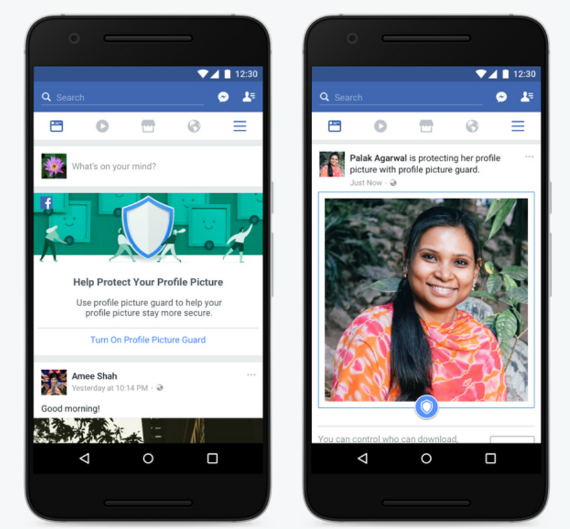 12:30
Search
What's on your mind?
f
Help Protect Your Profile Picture
Use profile picture guard to help your
profile picture stay more secure.
Turn On Profile Picture Guard
Amee Shah
Yesterday at 10:14 PM ·
Good morning!
12:30
Search
Palak Agarwal is protecting her profile
picture with profile picture guard.
Just Now ·
You can control who can download,